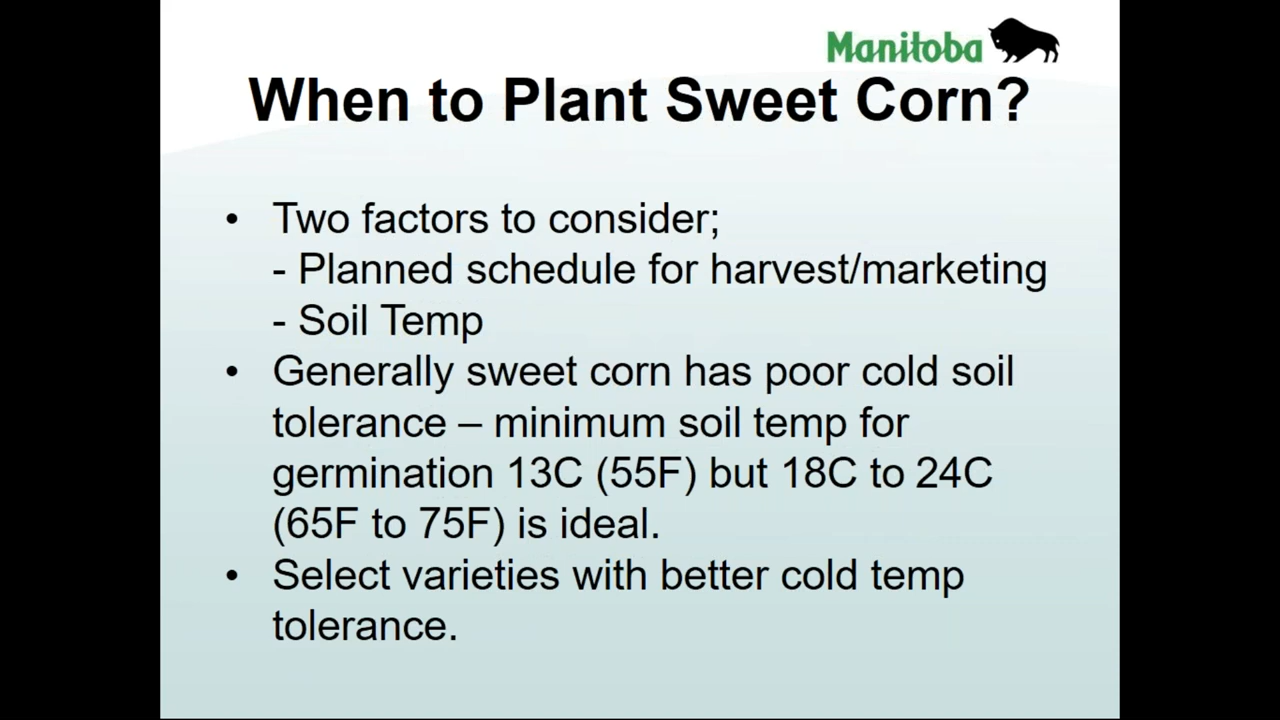 Manitoba
When to Plant Sweet Corn?
• Two factors to consider;
- Planned schedule for harvest/marketing
- Soil Temp
• Generally sweet corn has poor cold soil
tolerance – minimum soil temp for
germination 13C (55F) but 18C to 24C
(65F to 75F) is ideal.
• Select varieties with better cold temp
tolerance.